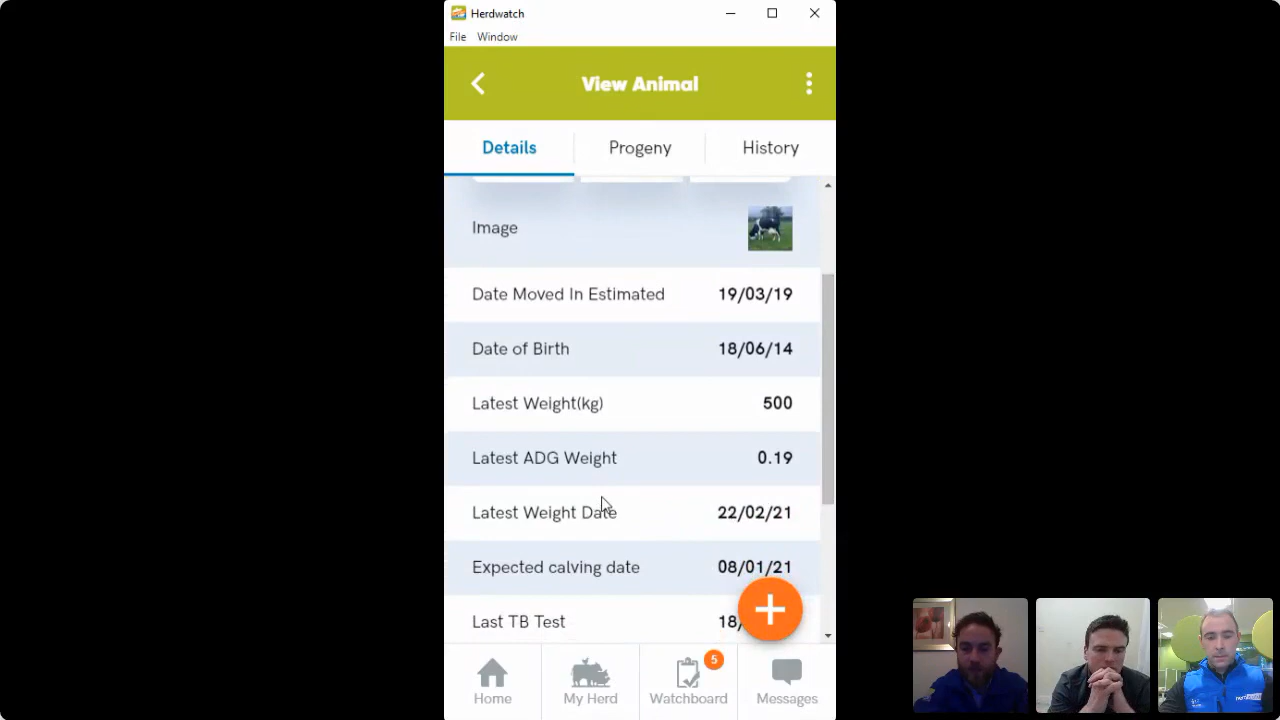 Herdwatch
File Window
View Animal
Details Progeny History
Image
Date Moved In Estimated 19/03/19
Date of Birth 18/06/14
Latest Weight(kg) 500
Latest ADG Weight 0.19
Latest Weight Date 22/02/21
Expected calving date 08/01/21
Last TB Test 18/
5
Home My Herd Watchboard Messages